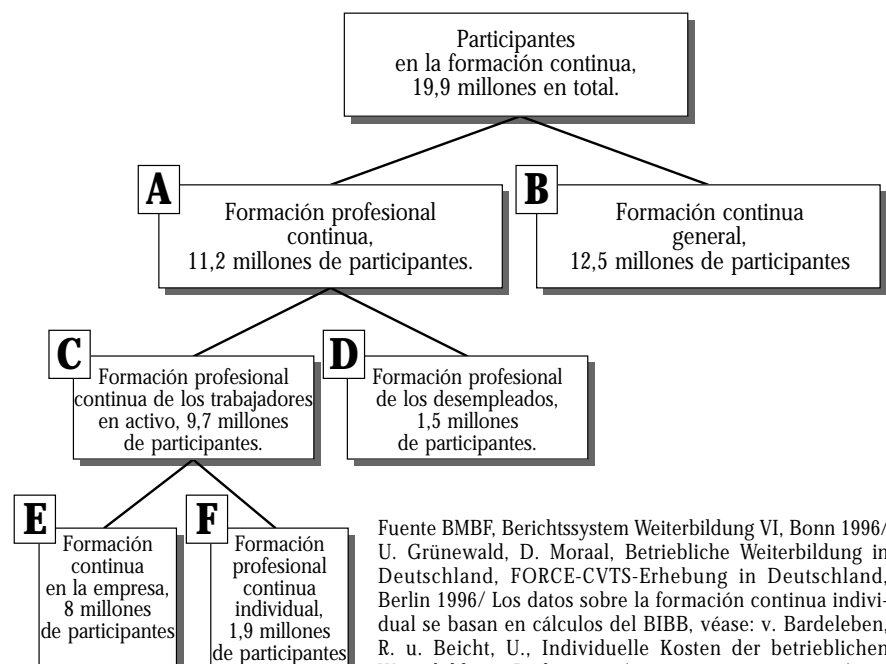 Participantes
en la formación continua,
19,9 millones en total.
A
Formación profesional
continua,
11,2 millones de participantes.
B
Formación continua
general,
12,5 millones de participantes
C
Formación profesional
continua de los trabajadores
en activo, 9,7 millones
de participantes.
D
Formación profesional
de los desempleados,
1,5 millones
de participantes.
E
Formación
continua
en la empresa,
8 millones
de participantes
F
Formación
profesional
continua
individual,
1,9 millones
de participantes
Fuente BMBF, Berichtssystem Weiterbildung VI, Bonn 1996/
U. Grünewald, D. Moraal, Betriebliche Weiterbildung in
Deutschland, FORCE-CVTS-Erhebung in Deutschland,
Berlin 1996/ Los datos sobre la formación continua indivi-
dual se basan en cálculos del BIBB, véase: v. Bardeleben,
R. u. Beicht, U., Individuelle Kosten der betrieblichen